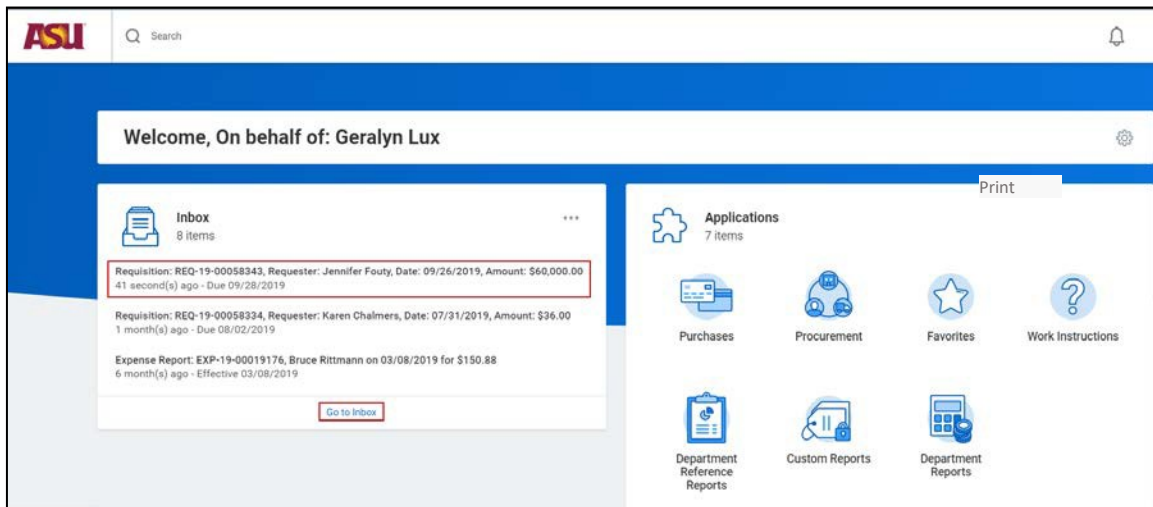 ASU
Search
Welcome, On behalf of: Geralyn Lux
Print
Inbox
8 items
Requisition: REQ-19-00058343, Requester: Jennifer Fouty, Date: 09/26/2019, Amount: $60,000.00
41 second(s) ago - Due 09/28/2019
Requisition: REQ-19-00058334, Requester: Karen Chalmers, Date: 07/31/2019, Amount: $36.00
1 month(s) ago - Due 08/02/2019
Expense Report: EXP-19-00019176, Bruce Rittmann on 03/08/2019 for $150.88
6 month(s) ago - Effective 03/08/2019
Go to Inbox
Applications
7 items
Purchases
Procurement
Favorites
Work Instructions
Department
Reference
Reports
Custom Reports
Department
Reports